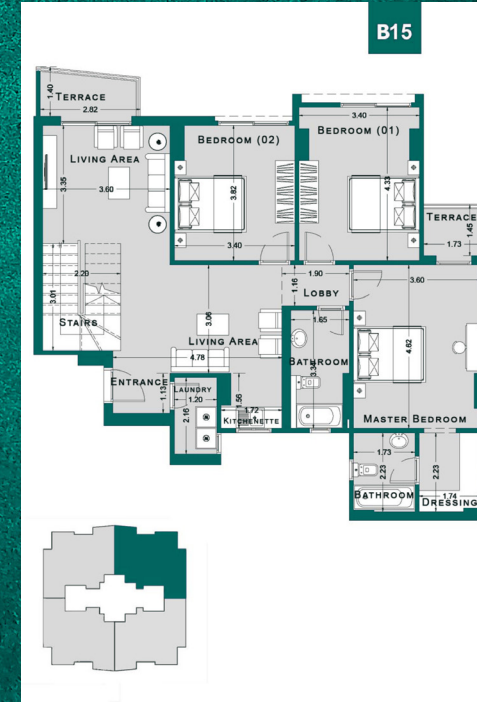 B15
1.40
TERRACE
2.82
3.40
BEDROOM (01)
BEDROOM (02)
LIVING AREA
3.35
3.60
3.82
4.33
3.40
TERRACE
1.73
1.45
2.20
3.01
STAIRS
1.90
LOBBY
1.16
3.60
3.06
LIVING AREA
4.78
1.65
BATHROOM
3.34
4.62
ENTRANCE
1.13m
LAUNDRY
1.20
2.16
1.56
1.72
KITCHENETTE
MASTER BEDROOM
1.73
2.23
BATHROOM
2.23
1.74
DRESSING